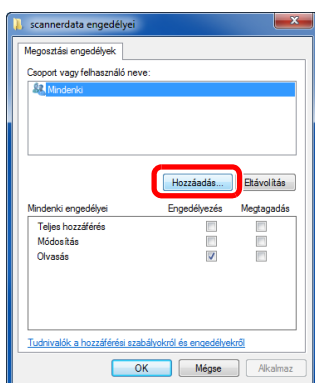 scannerdata engedélyei
Megosztási engedélyek
Csoport vagy felhasználó neve:
Mindenki
Hozzáadás... Eltávolítás
Mindenki engedélyei Engedélyezés Megtagadás
Teljes hozzáférés
Módosítás
Olvasás
Tudnivalók a hozzáférési szabályokról és engedélyekről
OK Mégse Alkalmaz